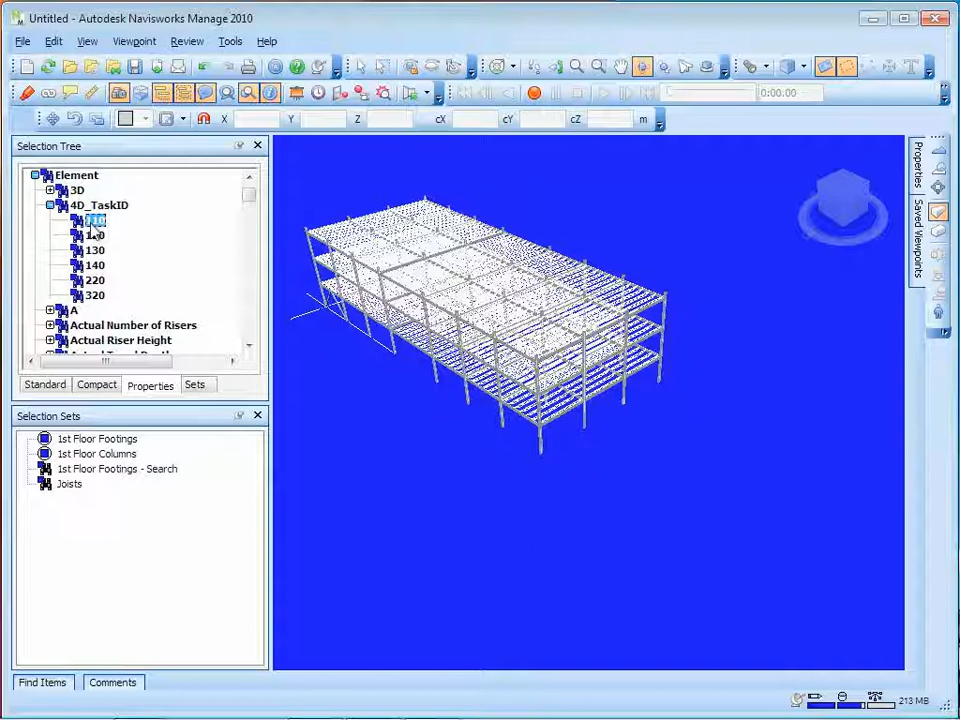 Untitled - Autodesk Navisworks Manage 2010
File Edit View Viewpoint Review Tools Help
0:00.00
X Y Z cX cY cZ m
Selection Tree
Element
3D
4D_TaskID
110
130
140
220
320
A
Actual Number of Risers
Actual Riser Height
Standard Compact Properties Sets
Selection Sets
1st Floor Footings
1st Floor Columns
1st Floor Footings - Search
Joists
Find Items Comments
Properties
Saved Viewpoints
213 MB